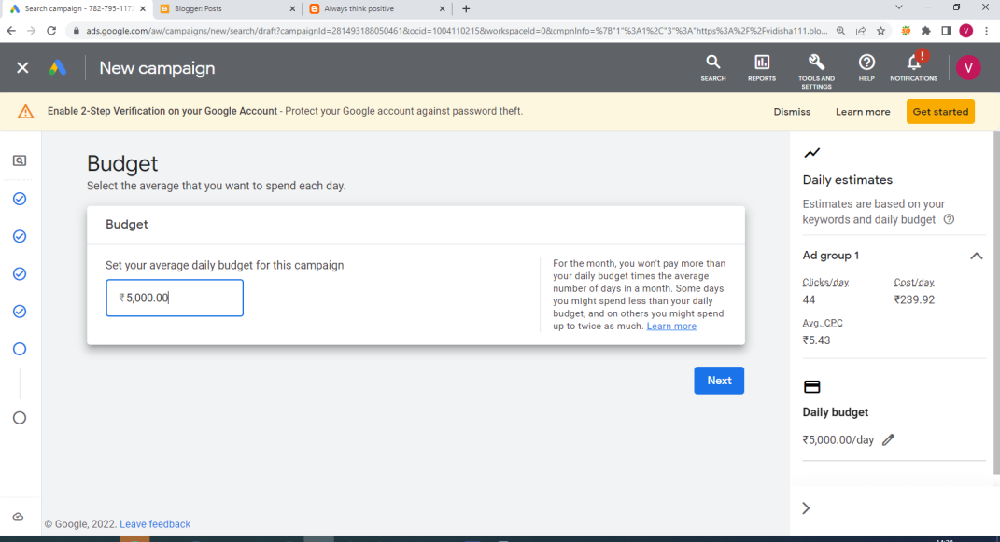 Search campaign - 782-795-117
Blogger: Posts
Always think positive
ads.google.com/aw/campaigns/new/search/draft?campaignId=281493188050461&ocid=1004110215&workspaceId=0&cmpnInfo=%7B"1"%3A1%2C"3"%3A"https%3A%2F%2Fvidisha111.blo...
V
New campaign
SEARCH
REPORTS
TOOLS AND SETTINGS
HELP
!
NOTIFICATIONS
V
Enable 2-Step Verification on your Google Account - Protect your Google account against password theft.
Dismiss
Learn more
Get started
Budget
Select the average that you want to spend each day.
Budget
Set your average daily budget for this campaign
₹ 5,000.00
For the month, you won't pay more than
your daily budget times the average
number of days in a month. Some days
you might spend less than your daily
budget, and on others you might spend
up to twice as much. Learn more
Next
Daily estimates
Estimates are based on your
keywords and daily budget
Ad group 1
Clicks/day Cost/day
44 ₹239.92
Avg. CPC
₹5.43
Daily budget
₹5,000.00/day
© Google, 2022. Leave feedback